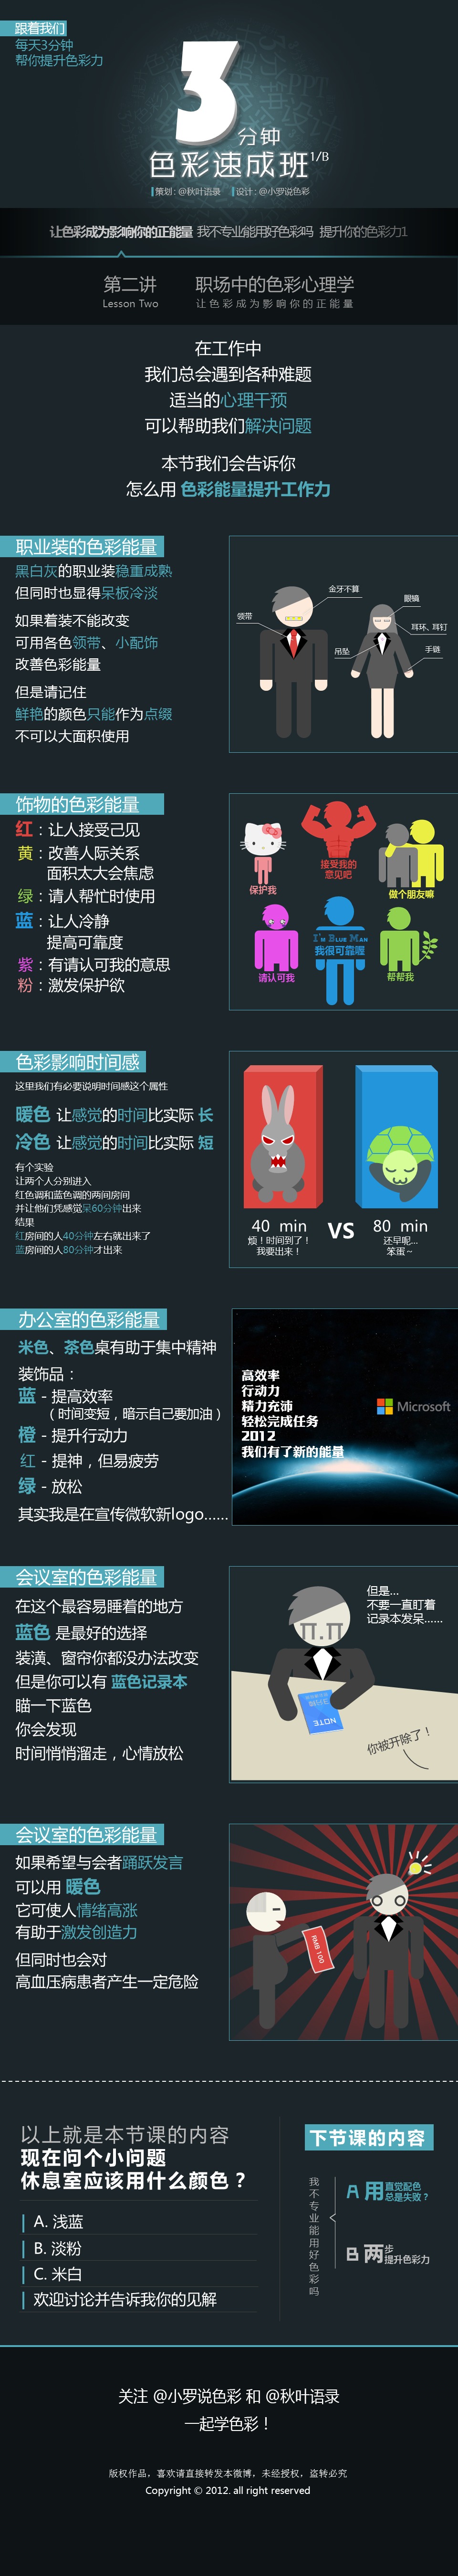 跟着我们
每天3分钟
帮你提升色彩力
3
分钟
色彩速成班1/B
策划：@秋叶语录 设计：@小罗说色彩
让色彩成为影响你的正能量 我不专业能用好色彩吗 提升你的色彩力1
第二讲 职场中的色彩心理学
Lesson Two 让色彩成为影响你的正能量
在工作中
我们总会遇到各种难题
适当的心理干预
可以帮助我们解决问题
本节我们会告诉你
怎么用 色彩能量提升工作力
职业装的色彩能量
黑白灰的职业装稳重成熟
但同时也显得呆板冷淡
如果着装不能改变
可用各色领带、小配饰
改善色彩能量
但是请记住
鲜艳的颜色只能作为点缀
不可以大面积使用
金牙不算
领带
眼镜
耳环、耳钉
吊坠
手链
饰物的色彩能量
红：让人接受己见
黄：改善人际关系
面积太大会焦虑
绿：请人帮忙时使用
蓝：让人冷静
提高可靠度
紫：有请认可我的意思
粉：激发保护欲
保护我
接受我的
意见吧
做个朋友嘛
请认可我
I'm Blue Man
我很可靠喔
帮帮我
色彩影响时间感
这里我们有必要说明时间感这个属性
暖色 让感觉的时间比实际 长
冷色 让感觉的时间比实际 短
有个实验
让两个人分别进入
红色调和蓝色调的两间房间
并让他们凭感觉呆60分钟出来
结果
红房间的人40分钟左右就出来了
蓝房间的人80分钟才出来
40 min
烦！时间到了！
我要出来！
VS
80 min
还早呢...
笨蛋~
办公室的色彩能量
米色、茶色桌有助于集中精神
装饰品：
蓝 - 提高效率
（时间变短，暗示自己要加油）
橙 - 提升行动力
红 - 提神，但易疲劳
绿 - 放松
其实我是在宣传微软新logo......
高效率
行动力
精力充沛
轻松完成任务
2012
我们有了新的能量
Microsoft
会议室的色彩能量
在这个最容易睡着的地方
蓝色 是最好的选择
装潢、窗帘你都没办法改变
但是你可以有 蓝色记录本
瞄一下蓝色
你会发现
时间悄悄溜走，心情放松
但是...
不要一直盯着
记录本发呆......
NOTE
你被开除了！
会议室的色彩能量
如果希望与会者踊跃发言
可以用 暖色
它可使人情绪高涨
有助于激发创造力
但同时也会对
高血压病患者产生一定危险
RMB 100
以上就是本节课的内容
现在问个小问题
休息室应该用什么颜色？
A. 浅蓝
B. 淡粉
C. 米白
欢迎讨论并告诉我你的见解
下节课的内容
我不专业能用好色彩吗
A 用直觉配色
总是失败？
B 两步
提升色彩力
关注 @小罗说色彩 和 @秋叶语录
一起学色彩！
版权作品，喜欢请直接转发本微博，未经授权，盗转必究
Copyright © 2012. all right reserved